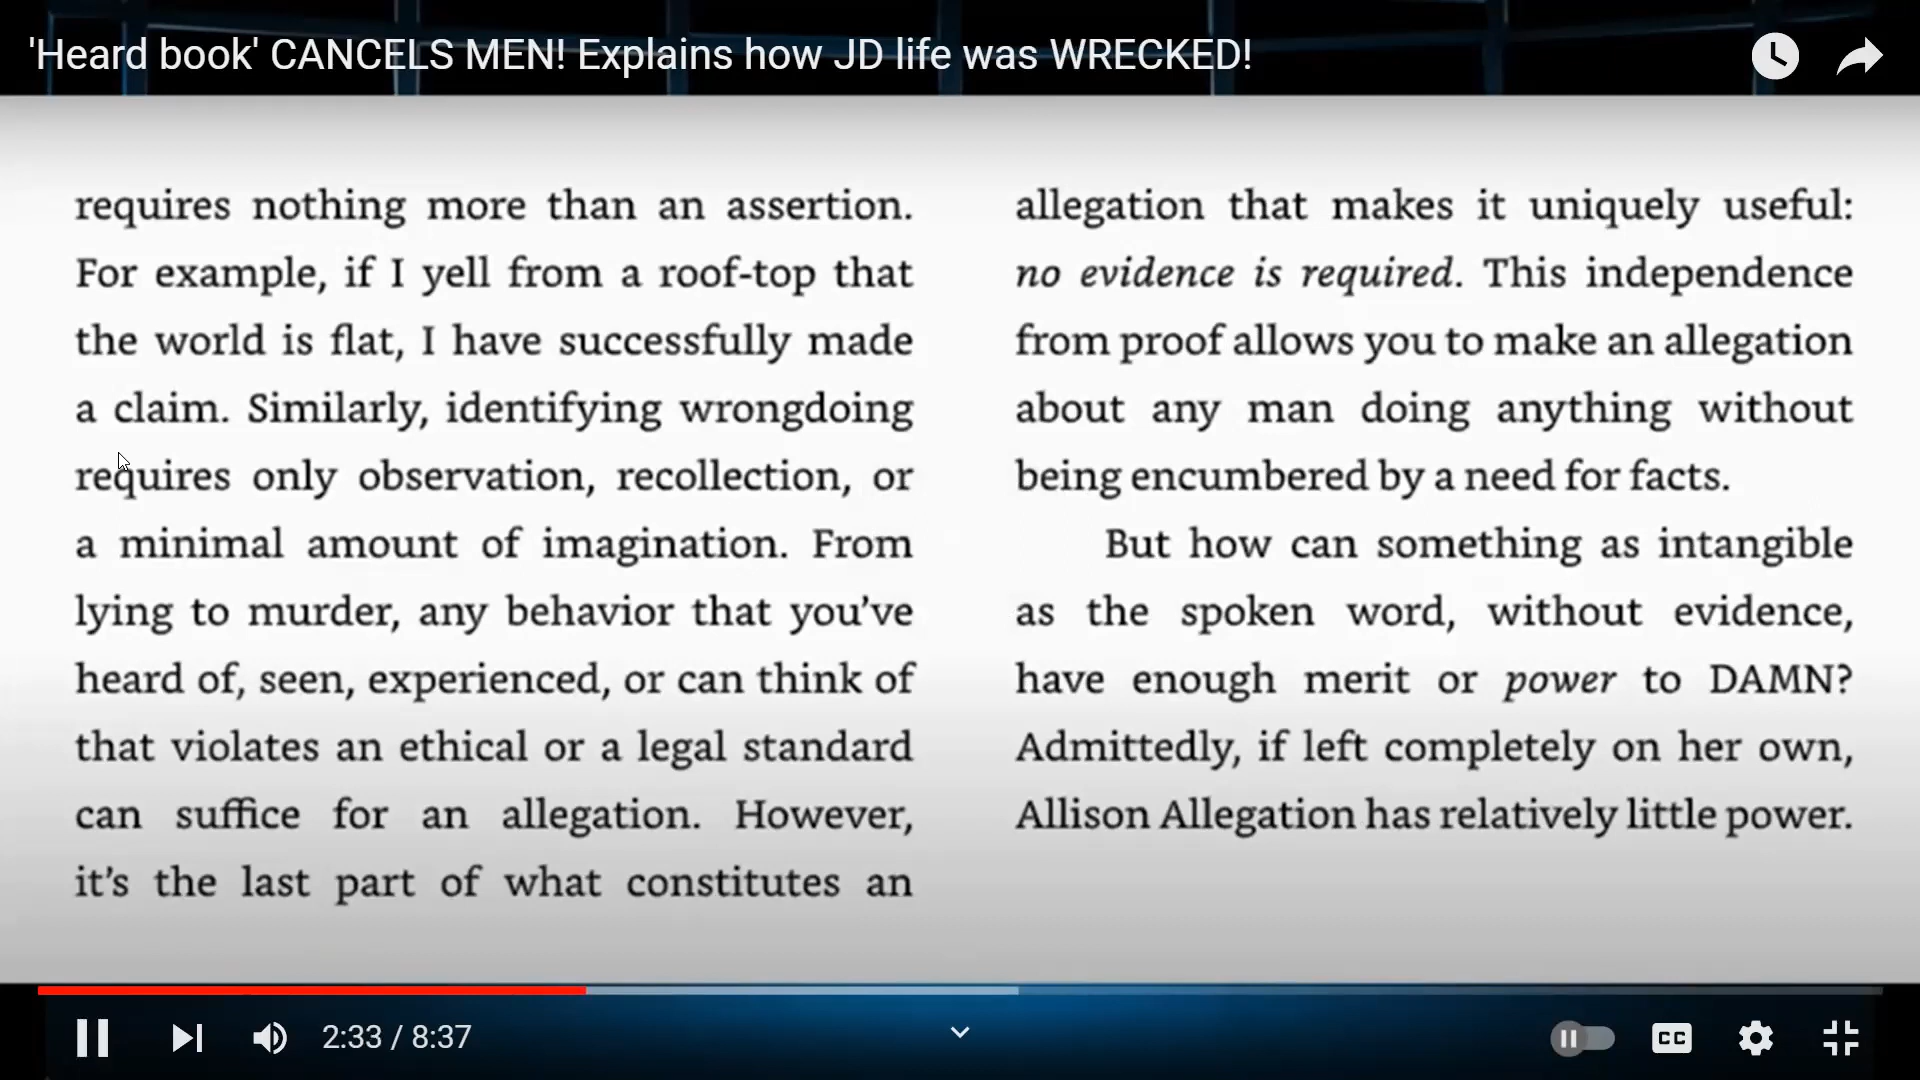 'Heard book' CANCELS MEN! Explains how JD life was WRECKED!
requires nothing more than an assertion.
For example, if I yell from a roof-top that
the world is flat, I have successfully made
a claim. Similarly, identifying wrongdoing
requires only observation, recollection, or
a minimal amount of imagination. From
lying to murder, any behavior that you've
heard of, seen, experienced, or can think of
that violates an ethical or a legal standard
can suffice for an allegation. However,
it's the last part of what constitutes an
allegation that makes it uniquely useful:
no evidence is required. This independence
from proof allows you to make an allegation
about any man doing anything without
being encumbered by a need for facts.
But how can something as intangible
as the spoken word, without evidence,
have enough merit or power to DAMN?
Admittedly, if left completely on her own,
Allison Allegation has relatively little power.
2:33 / 8:37
CC